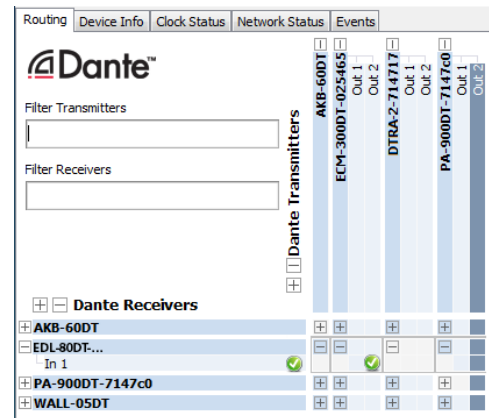 Routing Device Info Clock Status Network Status Events
Dante™
Filter Transmitters
Filter Receivers
Dante Transmitters
AKB-60DT
ECM-300DT-025465
Out 1
Out 2
DTRA-2-714717
Out 1
Out 2
PA-900DT-7147c0
Out 1
Out 2
Dante Receivers
AKB-60DT
EDL-80DT-...
In 1
PA-900DT-7147c0
WALL-05DT